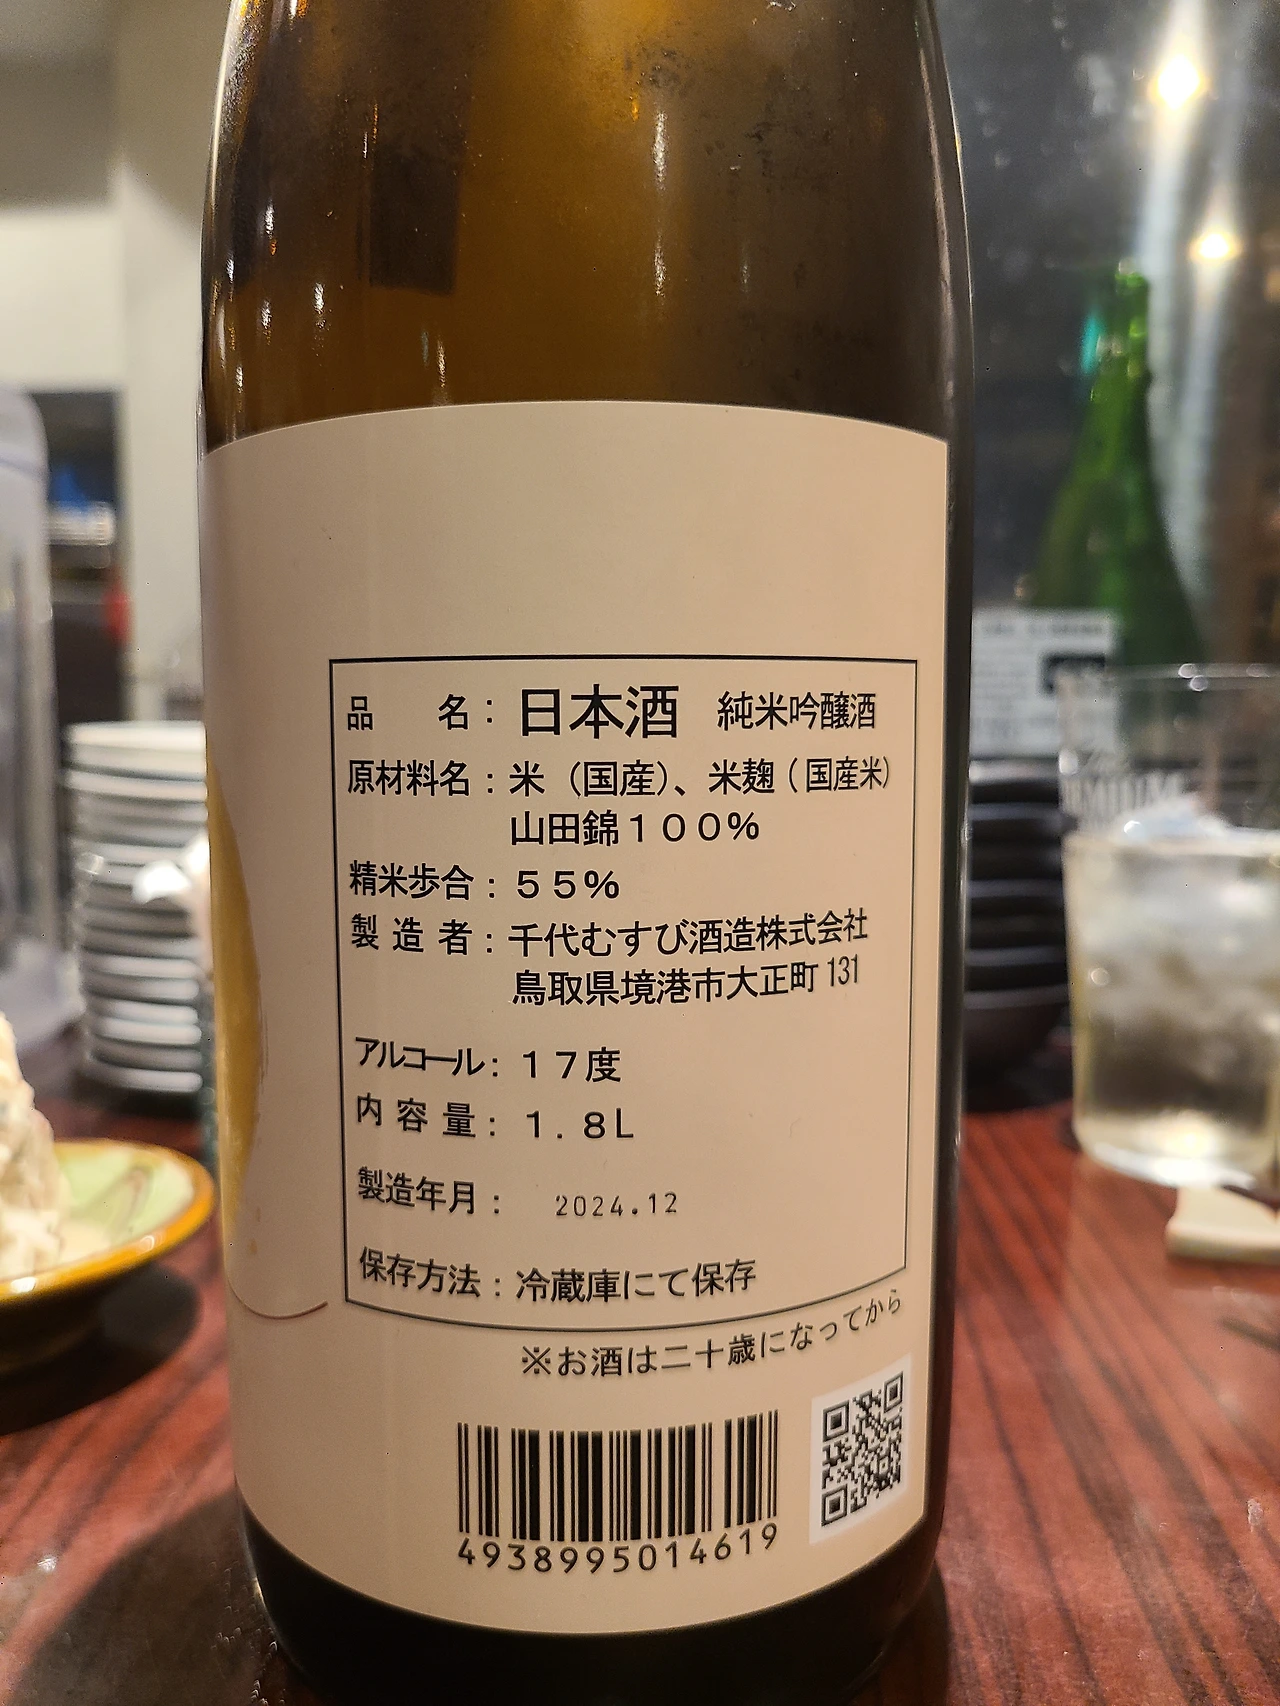 品 名：日本酒 純米吟醸酒
原材料名：米（国産）、米麹（国産米）
山田錦１００％
精米歩合：５５％
製造者：千代むすび酒造株式会社
鳥取県境港市大正町131
アルコール：１７度
内容量：１.８L
製造年月：2024.12
保存方法：冷蔵庫にて保存
※お酒は二十歳になってから
4938995014619